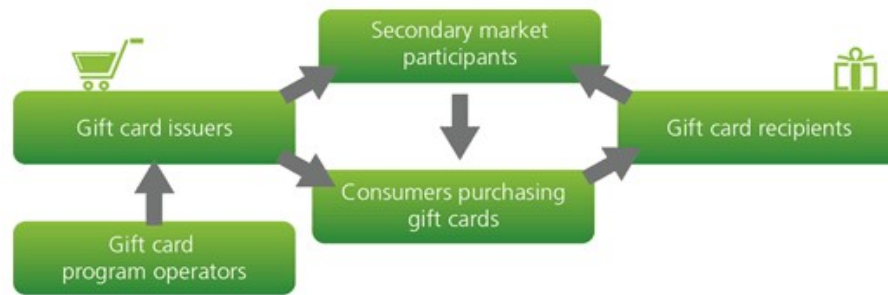 Secondary market
participants
Gift card issuers
Gift card recipients
Consumers purchasing
gift cards
Gift card
program operators